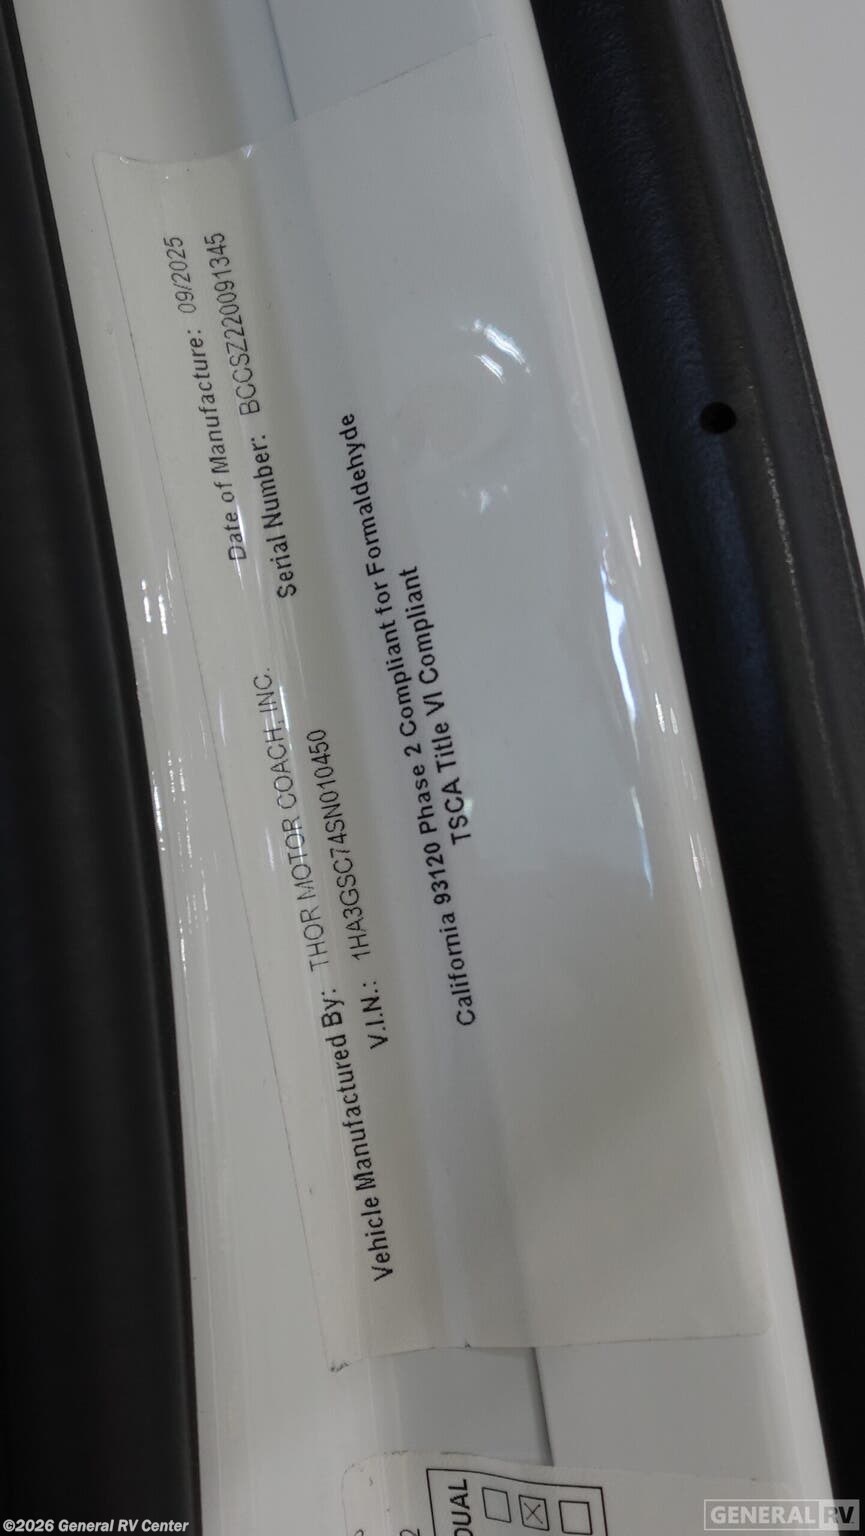 Date of Manufacture: 09/2025
Vehicle Manufactured By: THOR MOTOR COACH, INC.
Serial Number: BCCSZ220091345
V.I.N.: 1HA3GSC74SN010450
California 93120 Phase 2 Compliant for Formaldehyde
TSCA Title VI Compliant
DUAL
©2026 General RV Center
GENERAL RV